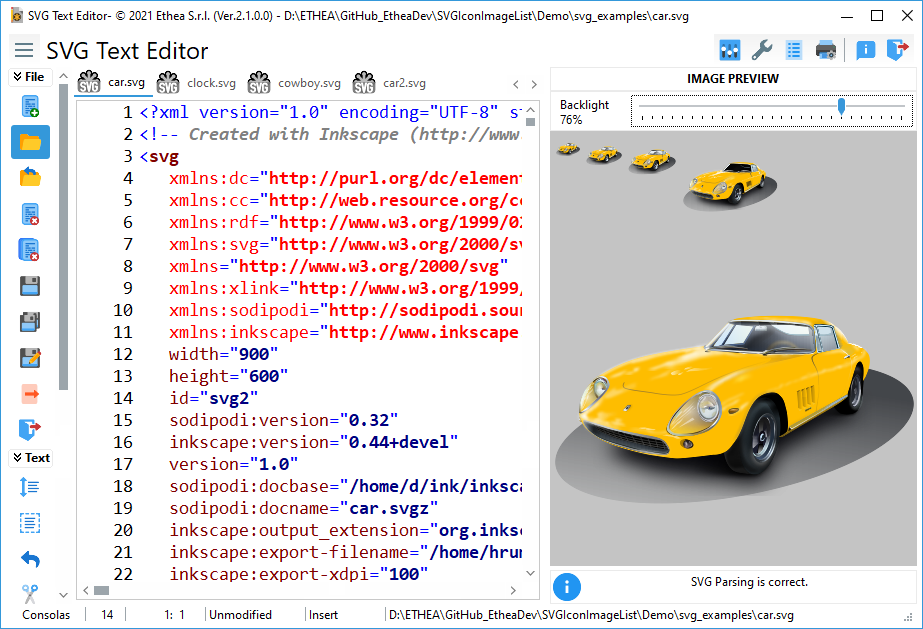 SVG Text Editor- © 2021 Ethea S.r.l. (Ver.2.1.0.0) - D:\ETHEA\GitHub_EtheaDev\SVGIconImageList\Demo\svg_examples\car.svg
SVG Text Editor
File
SVG car.svg SVG clock.svg SVG cowboy.svg SVG car2.svg
IMAGE PREVIEW
Backlight
76%
1 <?xml version="1.0" encoding="UTF-8" s
2 <!-- Created with Inkscape (http://www
3 <svg
4 xmlns:dc="http://purl.org/dc/element
5 xmlns:cc="http://web.resource.org/cc
6 xmlns:rdf="http://www.w3.org/1999/02
7 xmlns:svg="http://www.w3.org/2000/sv
8 xmlns="http://www.w3.org/2000/svg"
9 xmlns:xlink="http://www.w3.org/1999/
10 xmlns:sodipodi="http://sodipodi.sour
11 xmlns:inkscape="http://www.inkscape
12 width="900"
13 height="600"
14 id="svg2"
15 sodipodi:version="0.32"
16 inkscape:version="0.44+devel"
17 version="1.0"
18 sodipodi:docbase="/home/d/ink/inksca
19 sodipodi:docname="car.svgz"
20 inkscape:output_extension="org.inksc
21 inkscape:export-filename="/home/hrum
22 inkscape:export-xdpi="100"
Text
SVG Parsing is correct.
Consolas 14 1: 1 Unmodified Insert D:\ETHEA\GitHub_EtheaDev\SVGIconImageList\Demo\svg_examples\car.svg